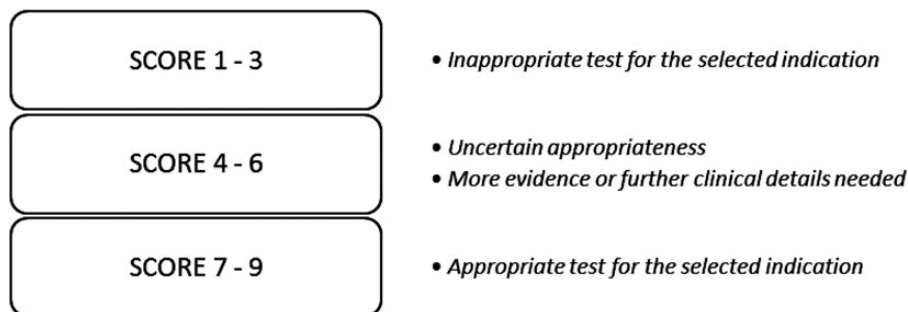 SCORE 1 - 3
• Inappropriate test for the selected indication
SCORE 4 - 6
• Uncertain appropriateness
• More evidence or further clinical details needed
SCORE 7 - 9
• Appropriate test for the selected indication